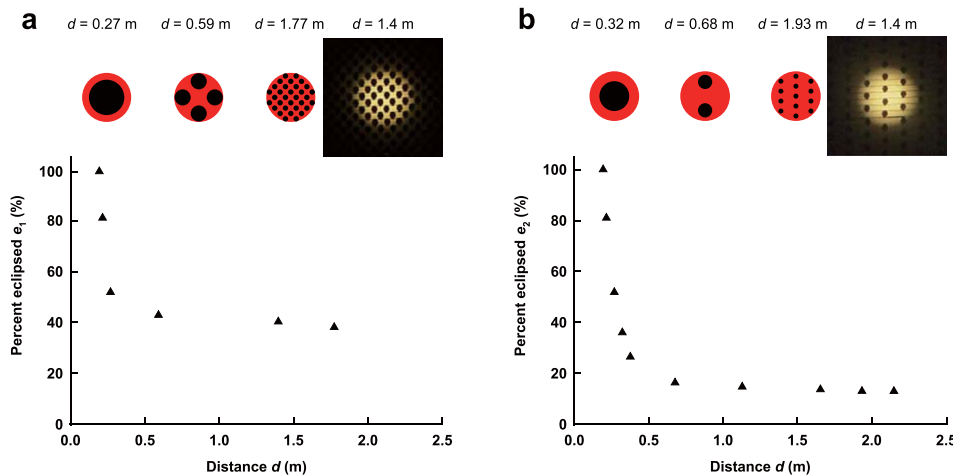 a
d = 0.27 m d = 0.59 m d = 1.77 m d = 1.4 m
Percent eclipsed e₁ (%)
100
80
60
40
20
0
0.0 0.5 1.0 1.5 2.0 2.5
Distance d (m)
b
d = 0.32 m d = 0.68 m d = 1.93 m d = 1.4 m
Percent eclipsed e₂ (%)
100
80
60
40
20
0
0.0 0.5 1.0 1.5 2.0 2.5
Distance d (m)